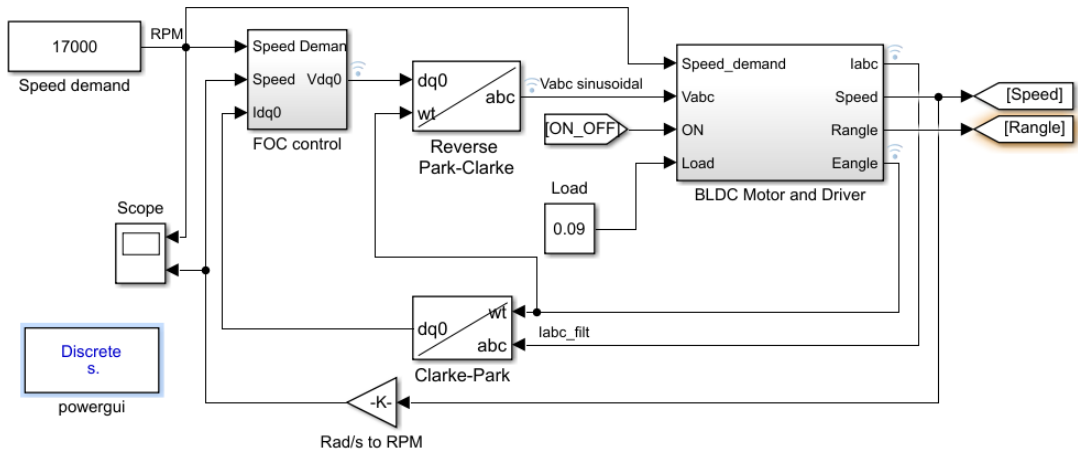 17000
Speed demand
RPM
Speed Deman
Speed
Vdq0
Idq0
FOC control
dq0
wt
abc
Reverse
Park-Clarke
Vabc sinusoidal
[ON_OFF]
Load
0.09
Speed_demand
Vabc
ON
Load
Iabc
Speed
Rangle
Eangle
BLDC Motor and Driver
[Speed]
[Rangle]
Scope
dq0
wt
abc
Clarke-Park
Iabc_filt
Discrete
s.
powergui
-K-
Rad/s to RPM